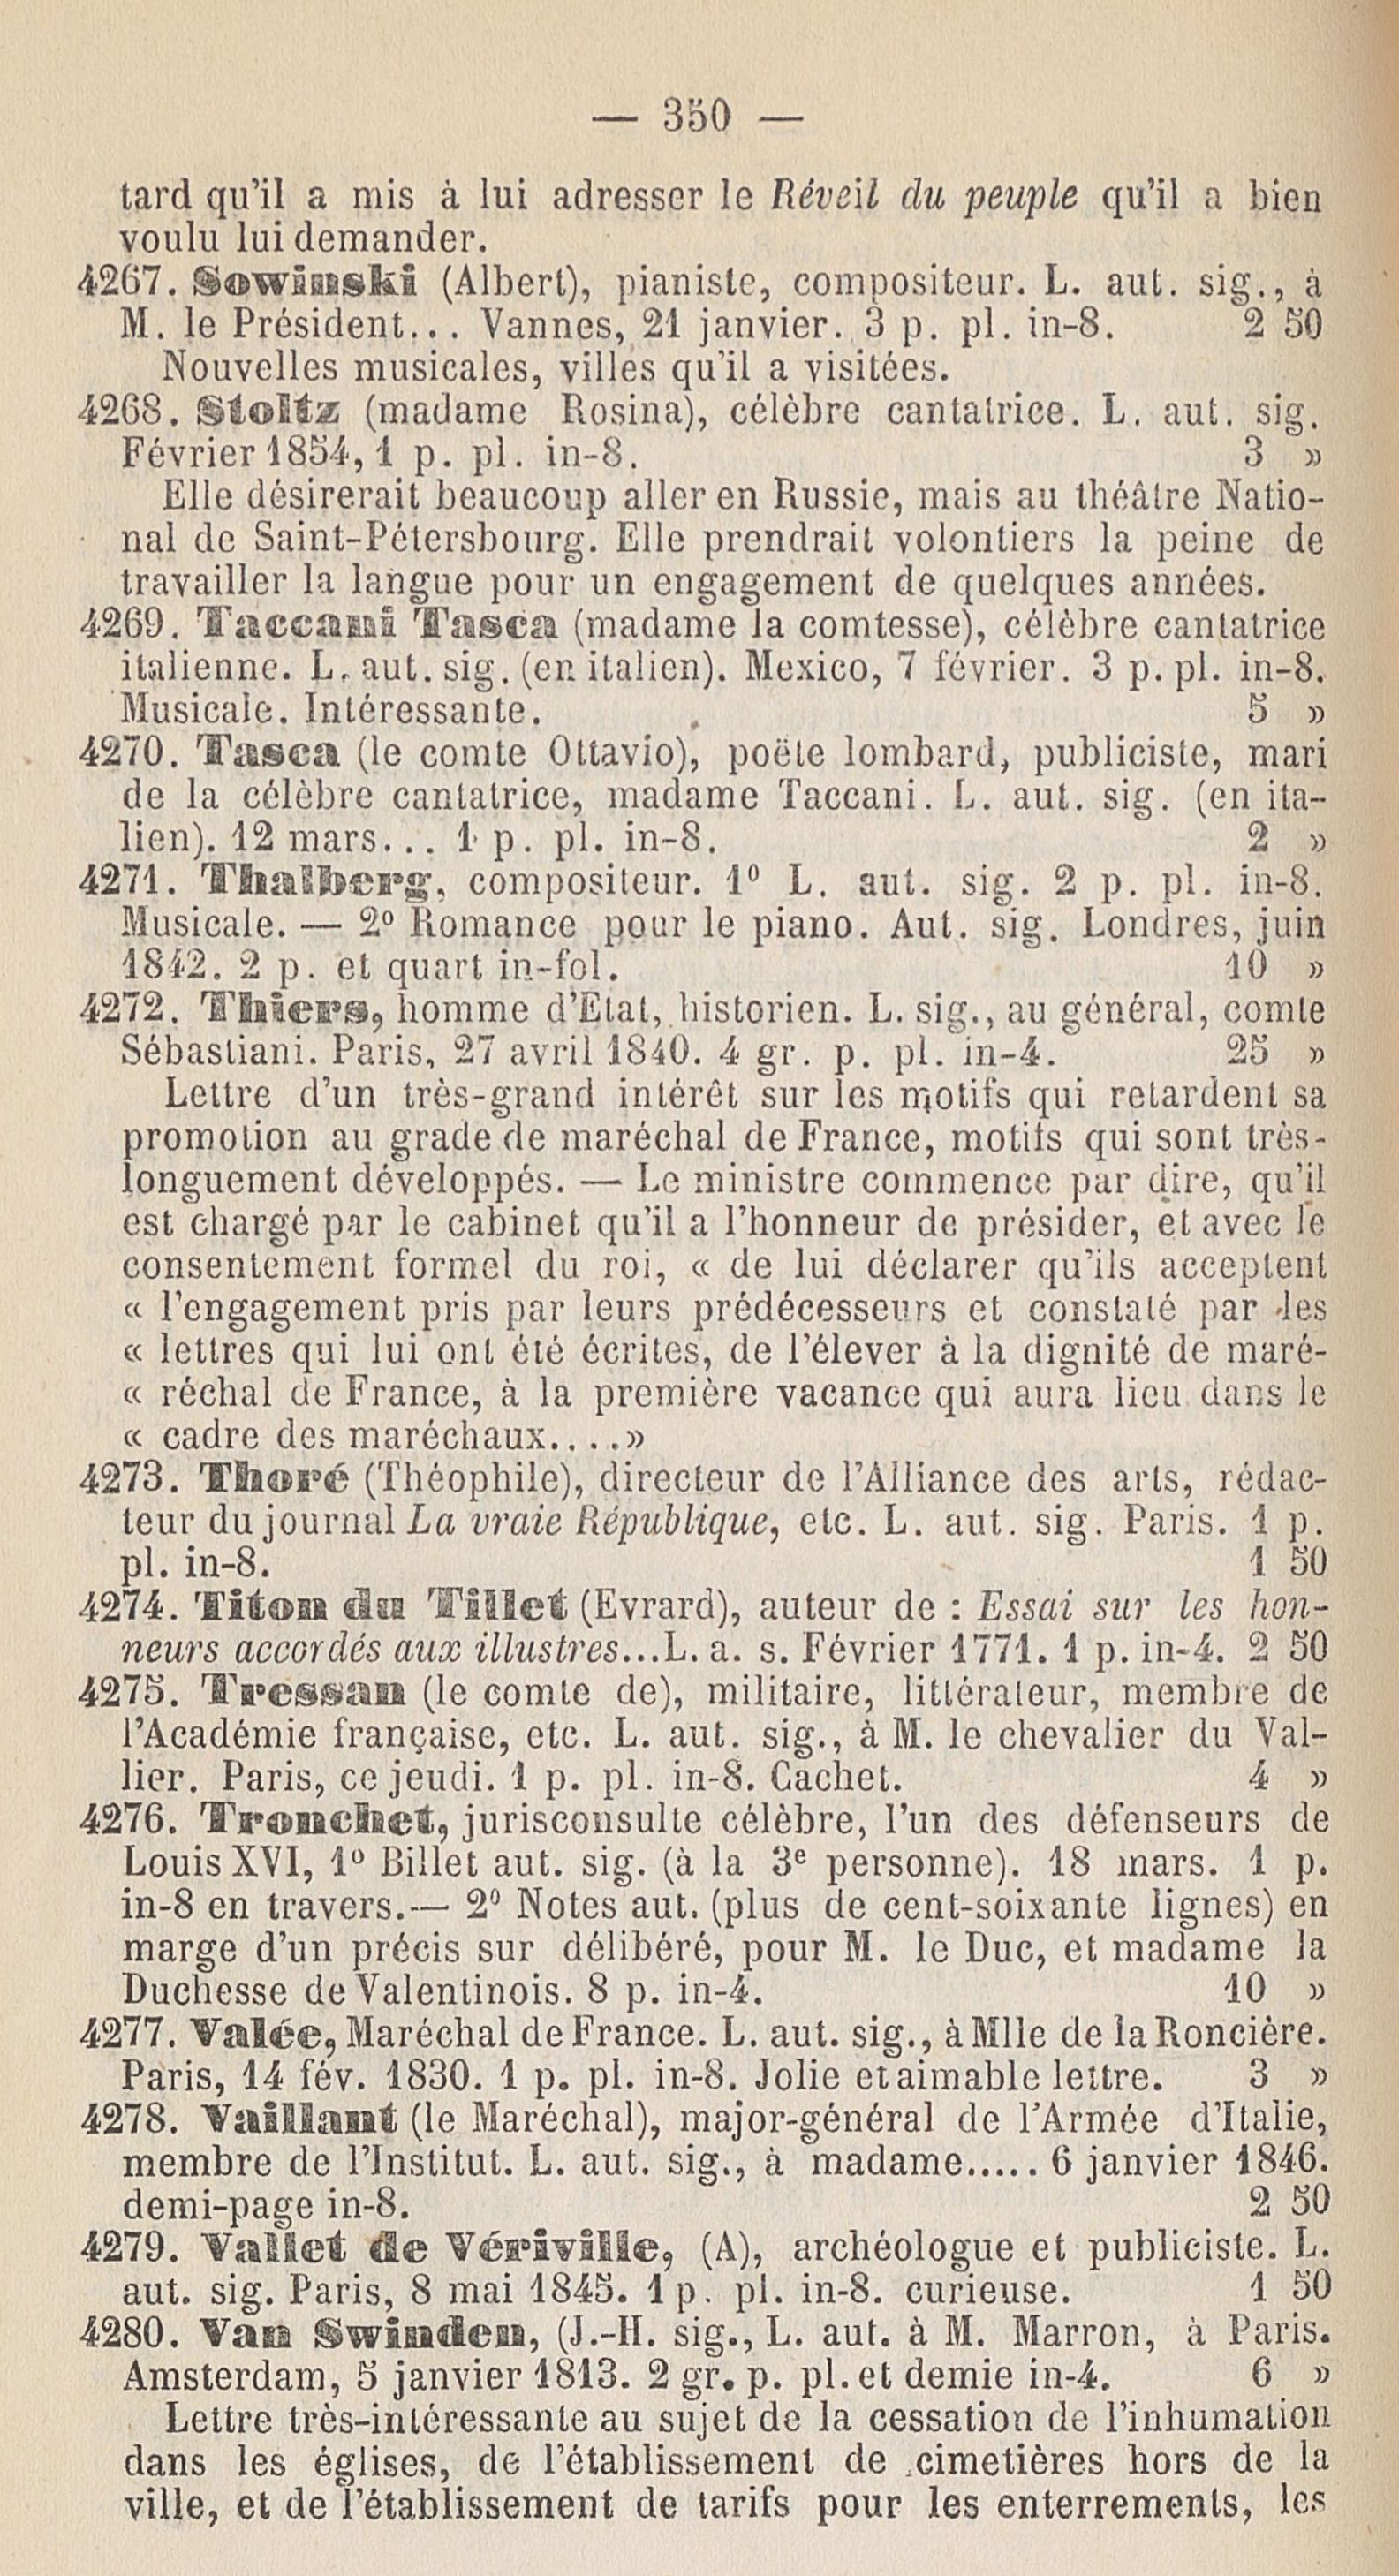 — 350 —
tard qu'il a mis à lui adresser le Réveil du peuple qu'il a bien
voulu lui demander.
4267. Sowinski (Albert), pianiste, compositeur. L. aut. sig., à
M. le Président... Vannes, 21 janvier. 3 p. pl. in-8. 2 50
Nouvelles musicales, villes qu'il a visitées.
4268. Stoltz (madame Rosina), célèbre cantatrice. L. aut. sig.
Février 1854, 1 p. pl. in-8. 3 »
Elle désirerait beaucoup aller en Russie, mais au théâtre Natio-
nal de Saint-Pétersbourg. Elle prendrait volontiers la peine de
travailler la langue pour un engagement de quelques années.
4269. Taccani Tasca (madame la comtesse), célèbre cantatrice
italienne. L. aut. sig. (en italien). Mexico, 7 février. 3 p. pl. in-8.
Musicale. Intéressante. 5 »
4270. Tasca (le comte Ottavio), poëte lombard, publiciste, mari
de la célèbre cantatrice, madame Taccani. L. aut. sig. (en ita-
lien). 12 mars... 1 p. pl. in-8. 2 »
4271. Thalberg, compositeur. 1º L. aut. sig. 2 p. pl. in-8.
Musicale. — 2º Romance pour le piano. Aut. sig. Londres, juin
1842. 2 p. et quart in-fol. 10 »
4272. Thiers, homme d'Etat, historien. L. sig., au général, comte
Sébastiani. Paris, 27 avril 1840. 4 gr. p. pl. in-4. 25 »
Lettre d'un très-grand intérêt sur les motifs qui retardent sa
promotion au grade de maréchal de France, motifs qui sont très-
longuement développés. — Le ministre commence par dire, qu'il
est chargé par le cabinet qu'il a l'honneur de présider, et avec le
consentement formel du roi, « de lui déclarer qu'ils acceptent
« l'engagement pris par leurs prédécesseurs et constaté par les
« lettres qui lui ont été écrites, de l'élever à la dignité de maré-
« réchal de France, à la première vacance qui aura lieu dans le
« cadre des maréchaux....»
4273. Thoré (Théophile), directeur de l'Alliance des arts, rédac-
teur du journal La vraie République, etc. L. aut. sig. Paris. 1 p.
pl. in-8. 1 50
4274. Titon du Tillet (Evrard), auteur de : Essai sur les hon-
neurs accordés aux illustres...L. a. s. Février 1771. 1 p. in-4. 2 50
4275. Tressan (le comte de), militaire, littérateur, membre de
l'Académie française, etc. L. aut. sig., à M. le chevalier du Val-
lier. Paris, ce jeudi. 1 p. pl. in-8. Cachet. 4 »
4276. Tronchet, jurisconsulte célèbre, l'un des défenseurs de
Louis XVI, 1º Billet aut. sig. (à la 3e personne). 18 mars. 1 p.
in-8 en travers.— 2º Notes aut. (plus de cent-soixante lignes) en
marge d'un précis sur délibéré, pour M. le Duc, et madame la
Duchesse de Valentinois. 8 p. in-4. 10 »
4277. Valée, Maréchal de France. L. aut. sig., à Mlle de la Roncière.
Paris, 14 fév. 1830. 1 p. pl. in-8. Jolie et aimable lettre. 3 »
4278. Vaillant (le Maréchal), major-général de l'Armée d'Italie,
membre de l'Institut. L. aut. sig., à madame..... 6 janvier 1846.
demi-page in-8. 2 50
4279. Vallet de Vériville, (A), archéologue et publiciste. L.
aut. sig. Paris, 8 mai 1845. 1 p. pl. in-8. curieuse. 1 50
4280. Van Swinden, (J.-H. sig., L. aut. à M. Marron, à Paris.
Amsterdam, 5 janvier 1813. 2 gr. p. pl. et demie in-4. 6 »
Lettre très-intéressante au sujet de la cessation de l'inhumation
dans les églises, de l'établissement de cimetières hors de la
ville, et de l'établissement de tarifs pour les enterrements, les